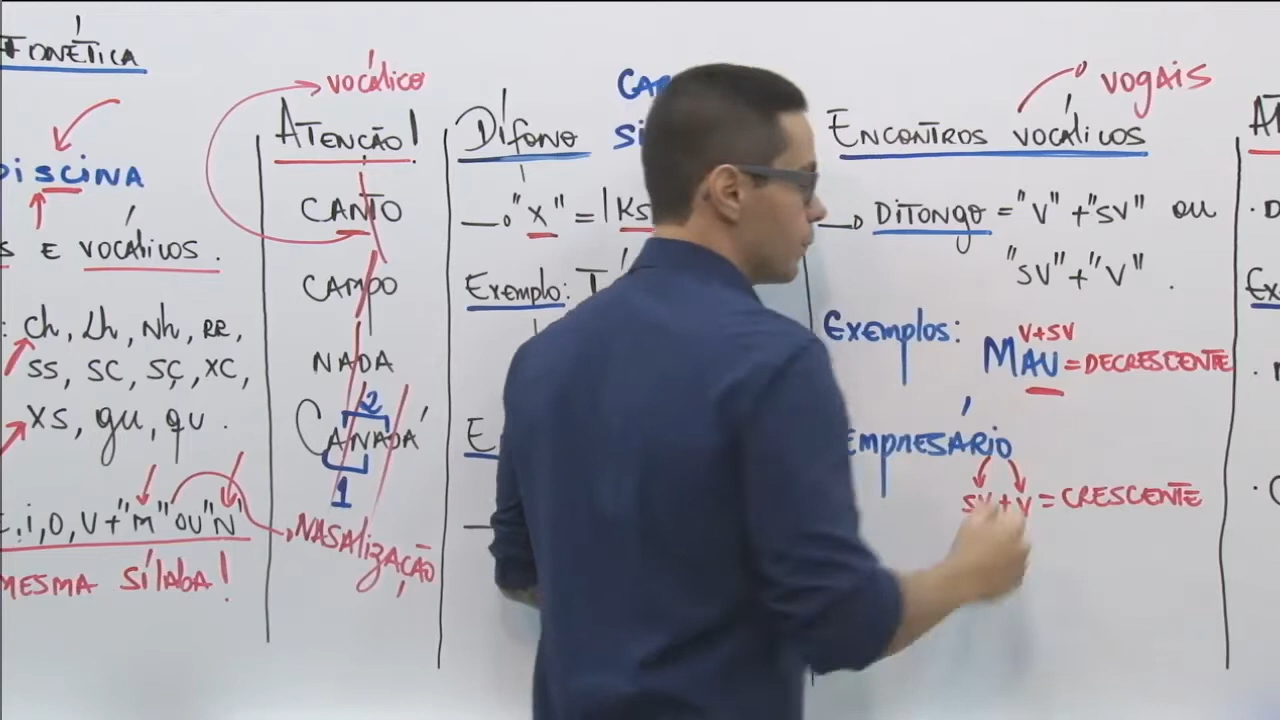 FONÉTICA
PISCINA
E VOCÁLICOS.
: Ch, Lh, Nh, RR,
SS, SC, SÇ, XC,
XS, gu, qu.
E, i, O, U + "M" OU "N"
MESMA SÍLABA!
VOCÁLICO
ATENÇÃO!
CANTO
CAMPO
NADA
CANADÁ
2
1
NASALIZAÇÃO
DÍFONO
"X" = /KS
Exemplo: T
E
VOGAIS
ENCONTROS VOCÁLICOS
DITONGO = "V" + "SV" OU
"SV" + "V".
Exemplos:
V+SV
MAU = DECRESCENTE
EMPRESÁRIO
SV+V = CRESCENTE